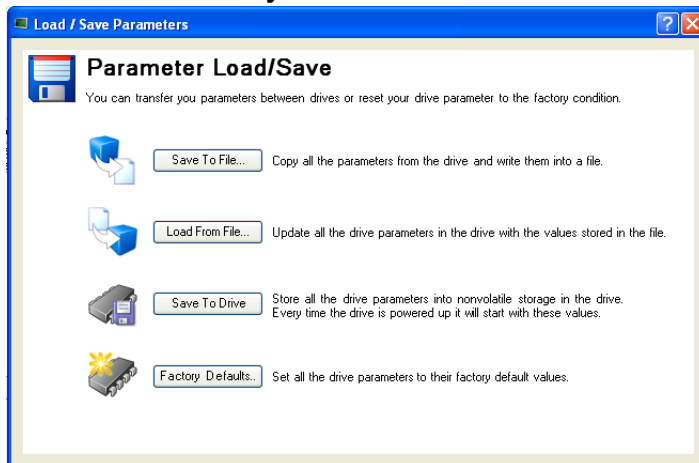 Load / Save Parameters
Parameter Load/Save
You can transfer you parameters between drives or reset your drive parameter to the factory condition.
Save To File... Copy all the parameters from the drive and write them into a file.
Load From File... Update all the drive parameters in the drive with the values stored in the file.
Save To Drive Store all the drive parameters into nonvolatile storage in the drive.
Every time the drive is powered up it will start with these values.
Factory Defaults.. Set all the drive parameters to their factory default values.